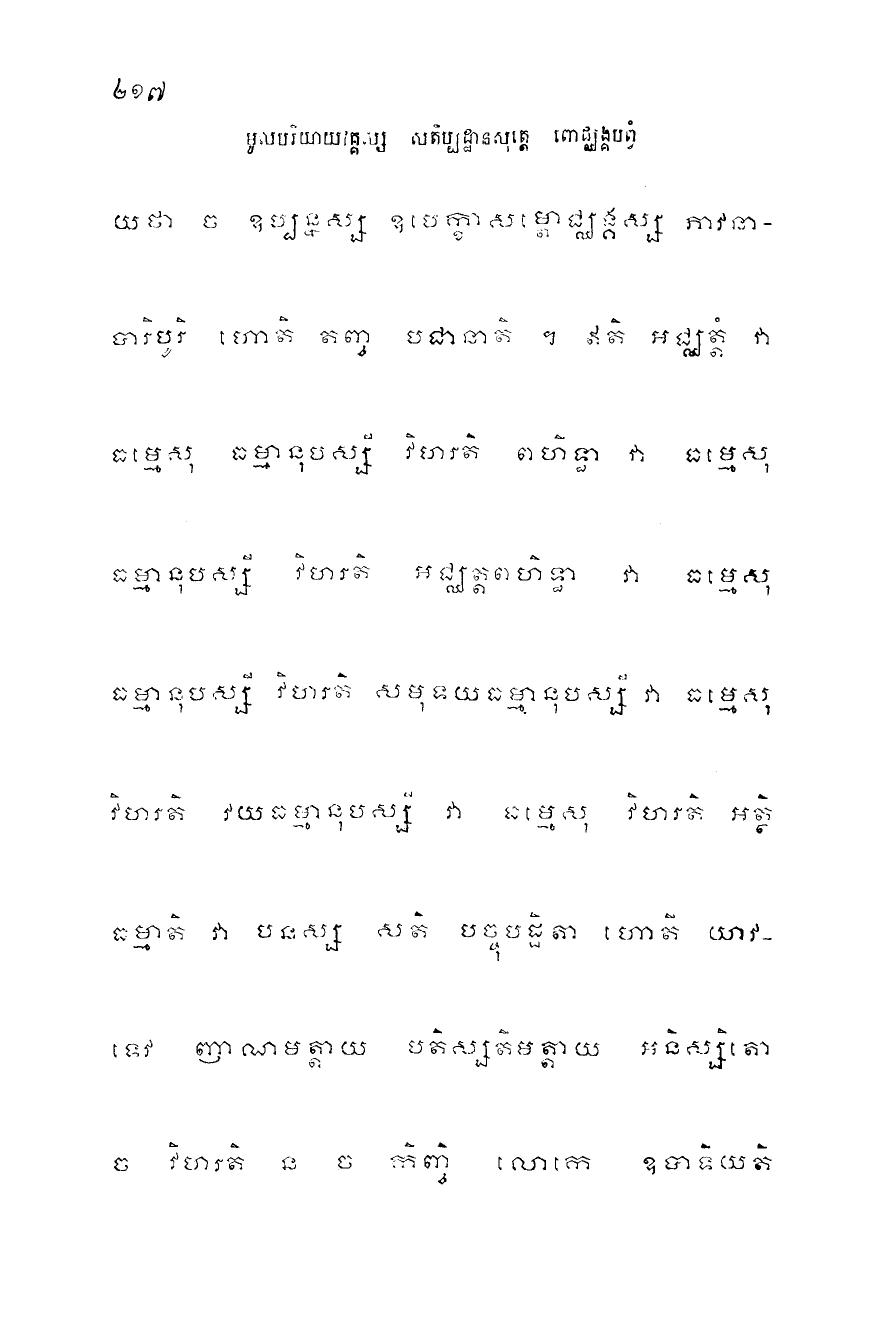 ២១៧
មូលបរិយាយវគ្គស្ស សតិប្បដ្ឋានសុត្តេ ពោជ្ឈង្គបព្វំ
យថា ច ឧប្បន្នស្ស ឧបេក្ខាសម្ពោជ្ឈង្គស្ស ភាវនា-
បារិបូរិ ហោតិ តញ្ច បជានាតិ ។ ឥតិ អជ្ឈត្តំ វា
ធម្មេសុ ធម្មានុបស្សី វិហរតិ ពហិទ្ធា វា ធម្មេសុ
ធម្មានុបស្សី វិហរតិ អជ្ឈត្តពហិទ្ធា វា ធម្មេសុ
ធម្មានុបស្សី វិហរតិ សមុទយធម្មានុបស្សី វា ធម្មេសុ
វិហរតិ វយធម្មានុបស្សី វា ធម្មេសុ វិហរតិ អត្ថិ
ធម្មាតិ វា បនស្ស សតិ បច្ចុបដ្ឋិតា ហោតិ យាវ-
ទេវ ញាណមត្តាយ បតិស្សតិមត្តាយ អនិស្សិតោ
ច វិហរតិ ន ច កិញ្ចិ លោកេ ឧបាទិយតិ